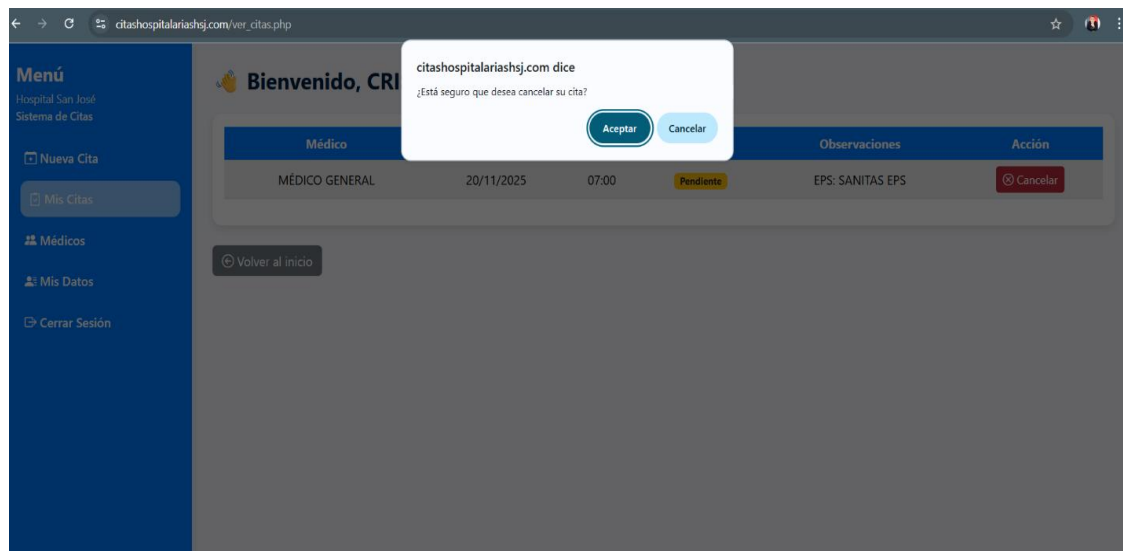 citashospitalariashsj.com/ver_citas.php
citashospitalariashsj.com dice
¿Está seguro que desea cancelar su cita?
Aceptar
Cancelar
Menú
Hospital San José
Sistema de Citas
Nueva Cita
Mis Citas
Médicos
Mis Datos
Cerrar Sesión
Bienvenido, CRI
Médico Observaciones Acción
MÉDICO GENERAL 20/11/2025 07:00 Pendiente EPS: SANITAS EPS Cancelar
Volver al inicio